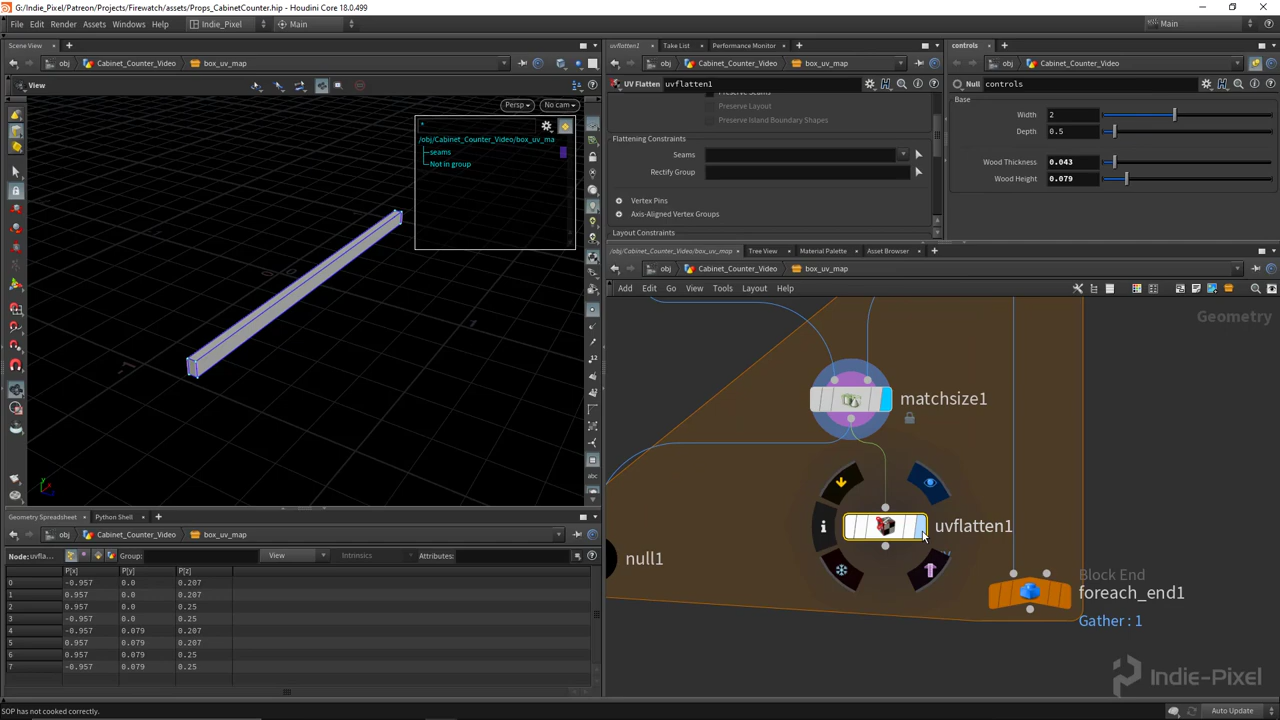 G:/Indie_Pixel/Patreon/Projects/Firewatch/assets/Props_CabinetCounter.hip - Houdini Core 18.0.499
File Edit Render Assets Windows Help Indie_Pixel Main Main
Scene View
obj Cabinet_Counter_Video box_uv_map
View
Persp No cam
*
/obj/Cabinet_Counter_Video/box_uv_ma
seams
Not in group
Geometry Spreadsheet Python Shell
obj Cabinet_Counter_Video box_uv_map
Node: uvfla... Group: View Intrinsics Attributes:
P[x] P[y] P[z]
0 -0.957 0.0 0.207
1 0.957 0.0 0.207
2 0.957 0.0 0.25
3 -0.957 0.0 0.25
4 -0.957 0.079 0.207
5 0.957 0.079 0.207
6 0.957 0.079 0.25
7 -0.957 0.079 0.25
SOP has not cooked correctly.
uvflatten1 Take List Performance Monitor
obj Cabinet_Counter_Video box_uv_map
UV Flatten uvflatten1
Preserve Seams
Preserve Layout
Preserve Island Boundary Shapes
Flattening Constraints
Seams
Rectify Group
Vertex Pins
Axis-Aligned Vertex Groups
Layout Constraints
controls
obj Cabinet_Counter_Video
Null controls
Base
Width 2
Depth 0.5
Wood Thickness 0.043
Wood Height 0.079
/obj/Cabinet_Counter_Video/box_uv_map Tree View Material Palette Asset Browser
obj Cabinet_Counter_Video box_uv_map
Add Edit Go View Tools Layout Help
Geometry
matchsize1
uvflatten1
null1
Block End
foreach_end1
Gather : 1
Indie-Pixel
Auto Update